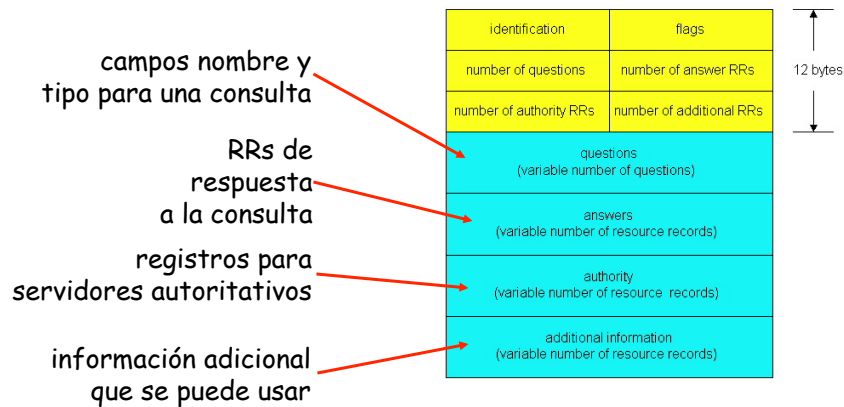 identification
flags
number of questions
number of answer RRs
number of authority RRs
number of additional RRs
12 bytes
campos nombre y
tipo para una consulta
questions
(variable number of questions)
RRs de
respuesta
a la consulta
answers
(variable number of resource records)
registros para
servidores autoritativos
authority
(variable number of resource records)
información adicional
que se puede usar
additional information
(variable number of resource records)